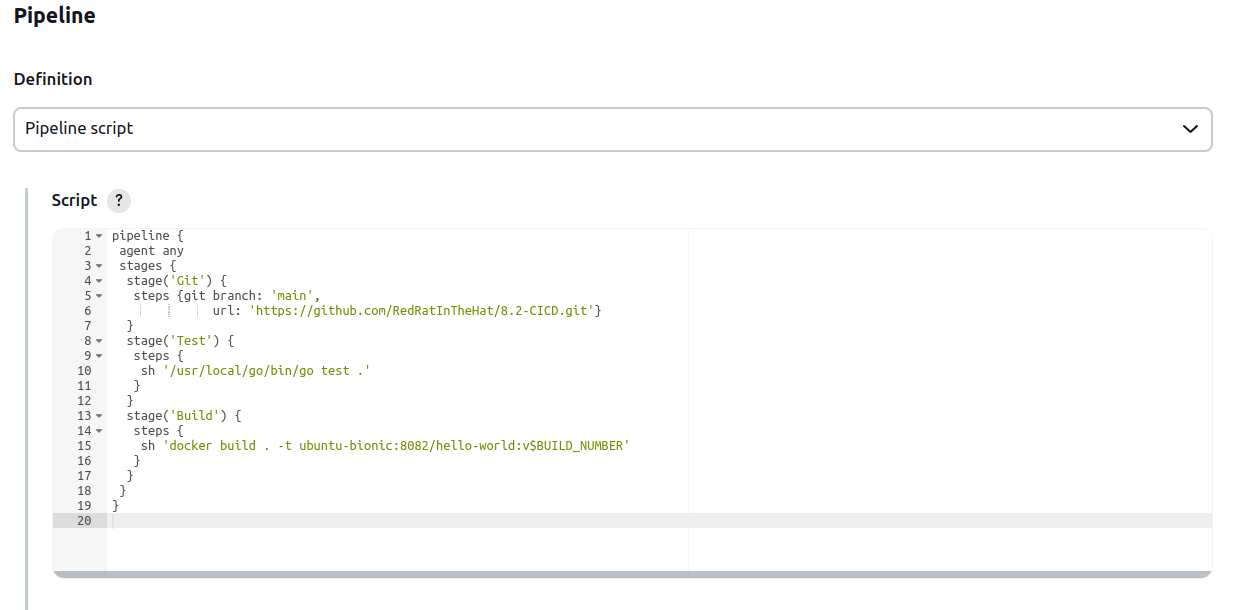 Pipeline
Definition
Pipeline script
Script ?
1 pipeline {
2  agent any
3  stages {
4   stage('Git') {
5    steps {git branch: 'main',
6               url: 'https://github.com/RedRatInTheHat/8.2-CICD.git'}
7   }
8   stage('Test') {
9    steps {
10     sh '/usr/local/go/bin/go test .'
11    }
12   }
13   stage('Build') {
14    steps {
15     sh 'docker build . -t ubuntu-bionic:8082/hello-world:v$BUILD_NUMBER'
16    }
17   }
18  }
19 }
20